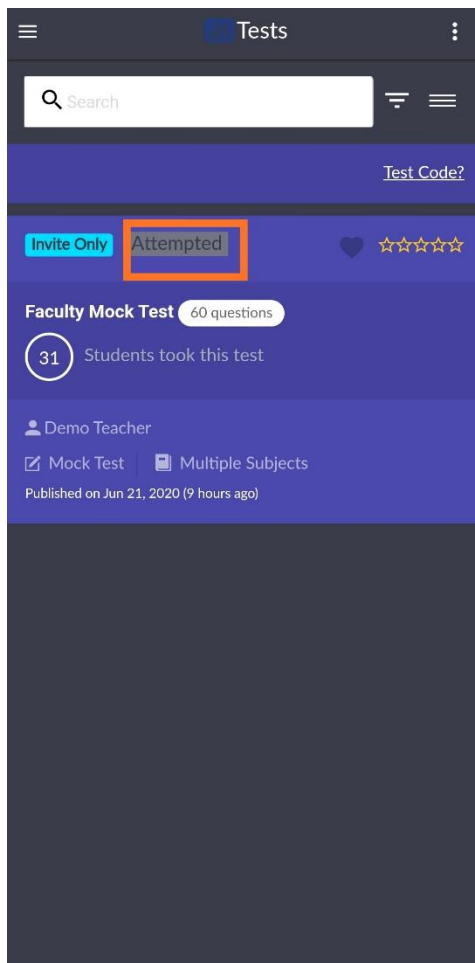 Tests
Search
Test Code?
Invite Only Attempted
Faculty Mock Test 60 questions
31 Students took this test
Demo Teacher
Mock Test Multiple Subjects
Published on Jun 21, 2020 (9 hours ago)